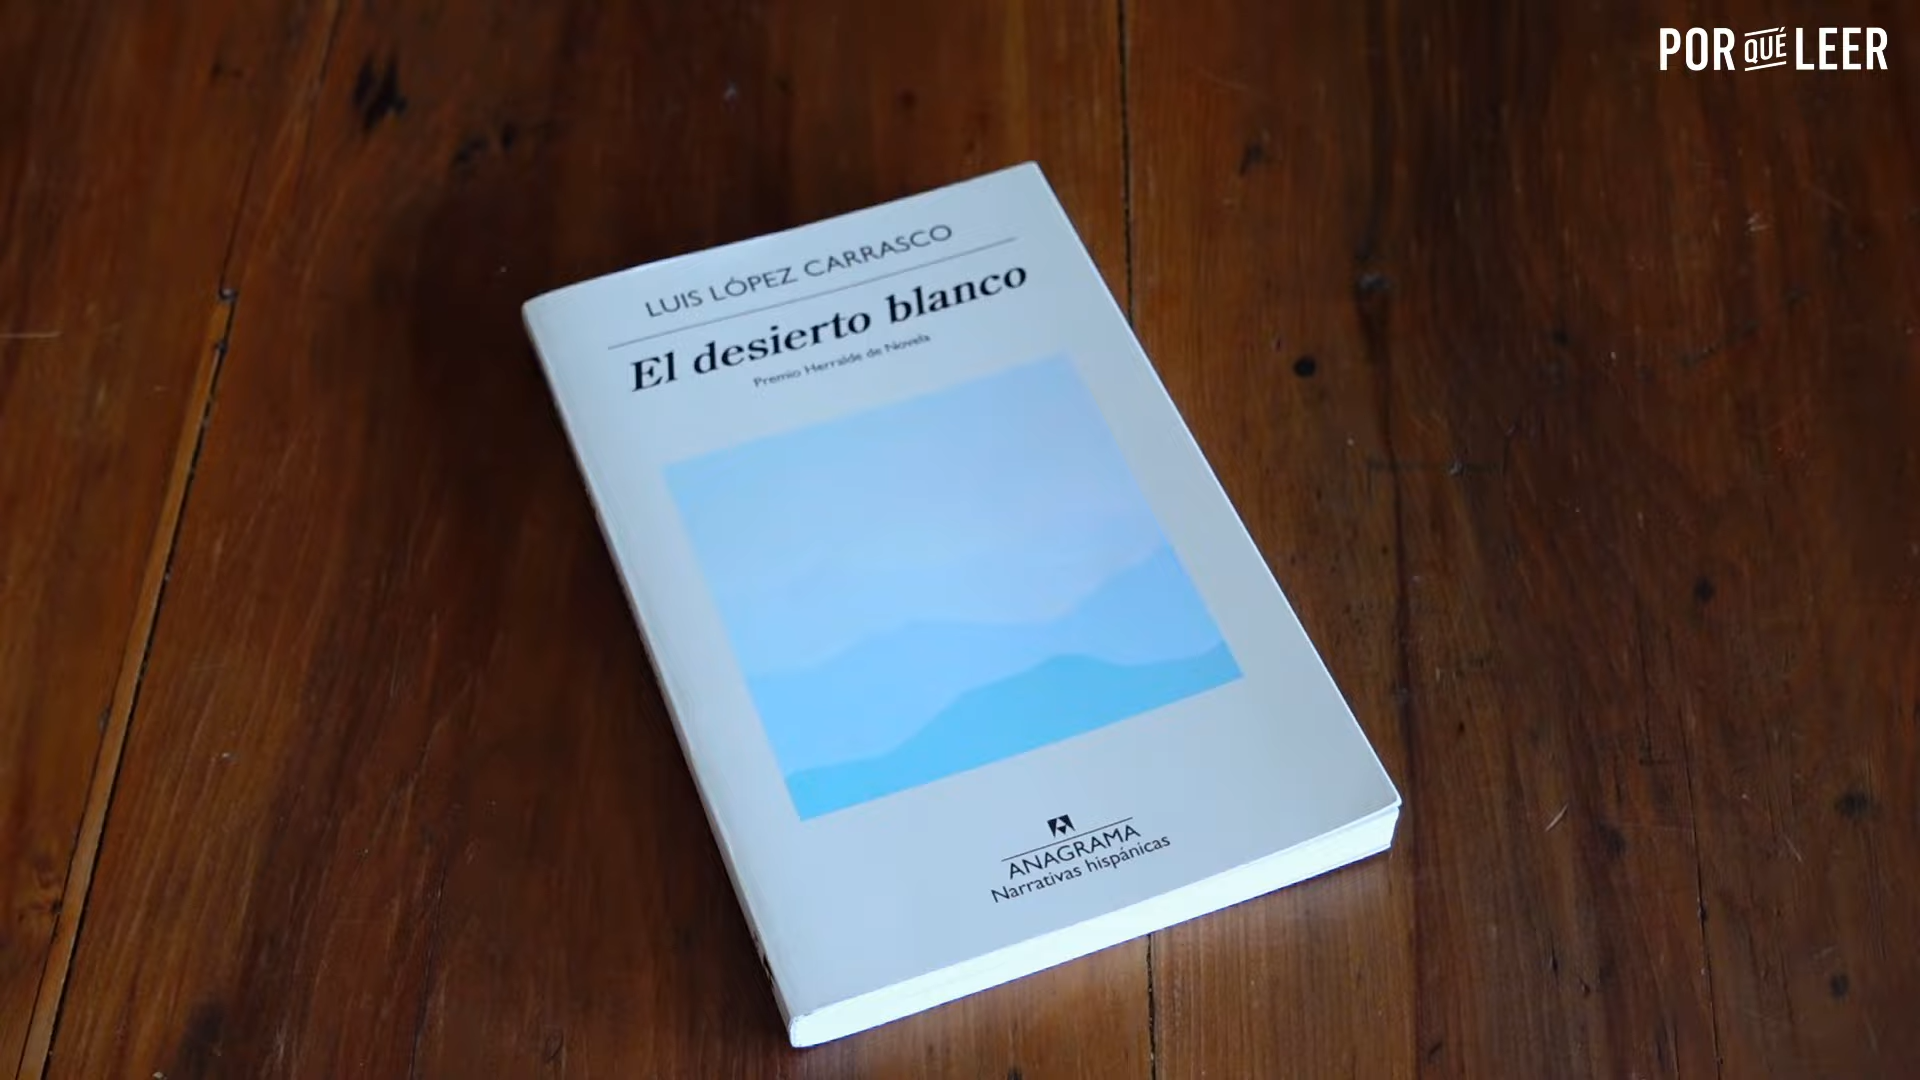 POR QUÉ LEER
LUIS LÓPEZ CARRASCO
El desierto blanco
Premio Herralde de Novela
ANAGRAMA
Narrativas hispánicas